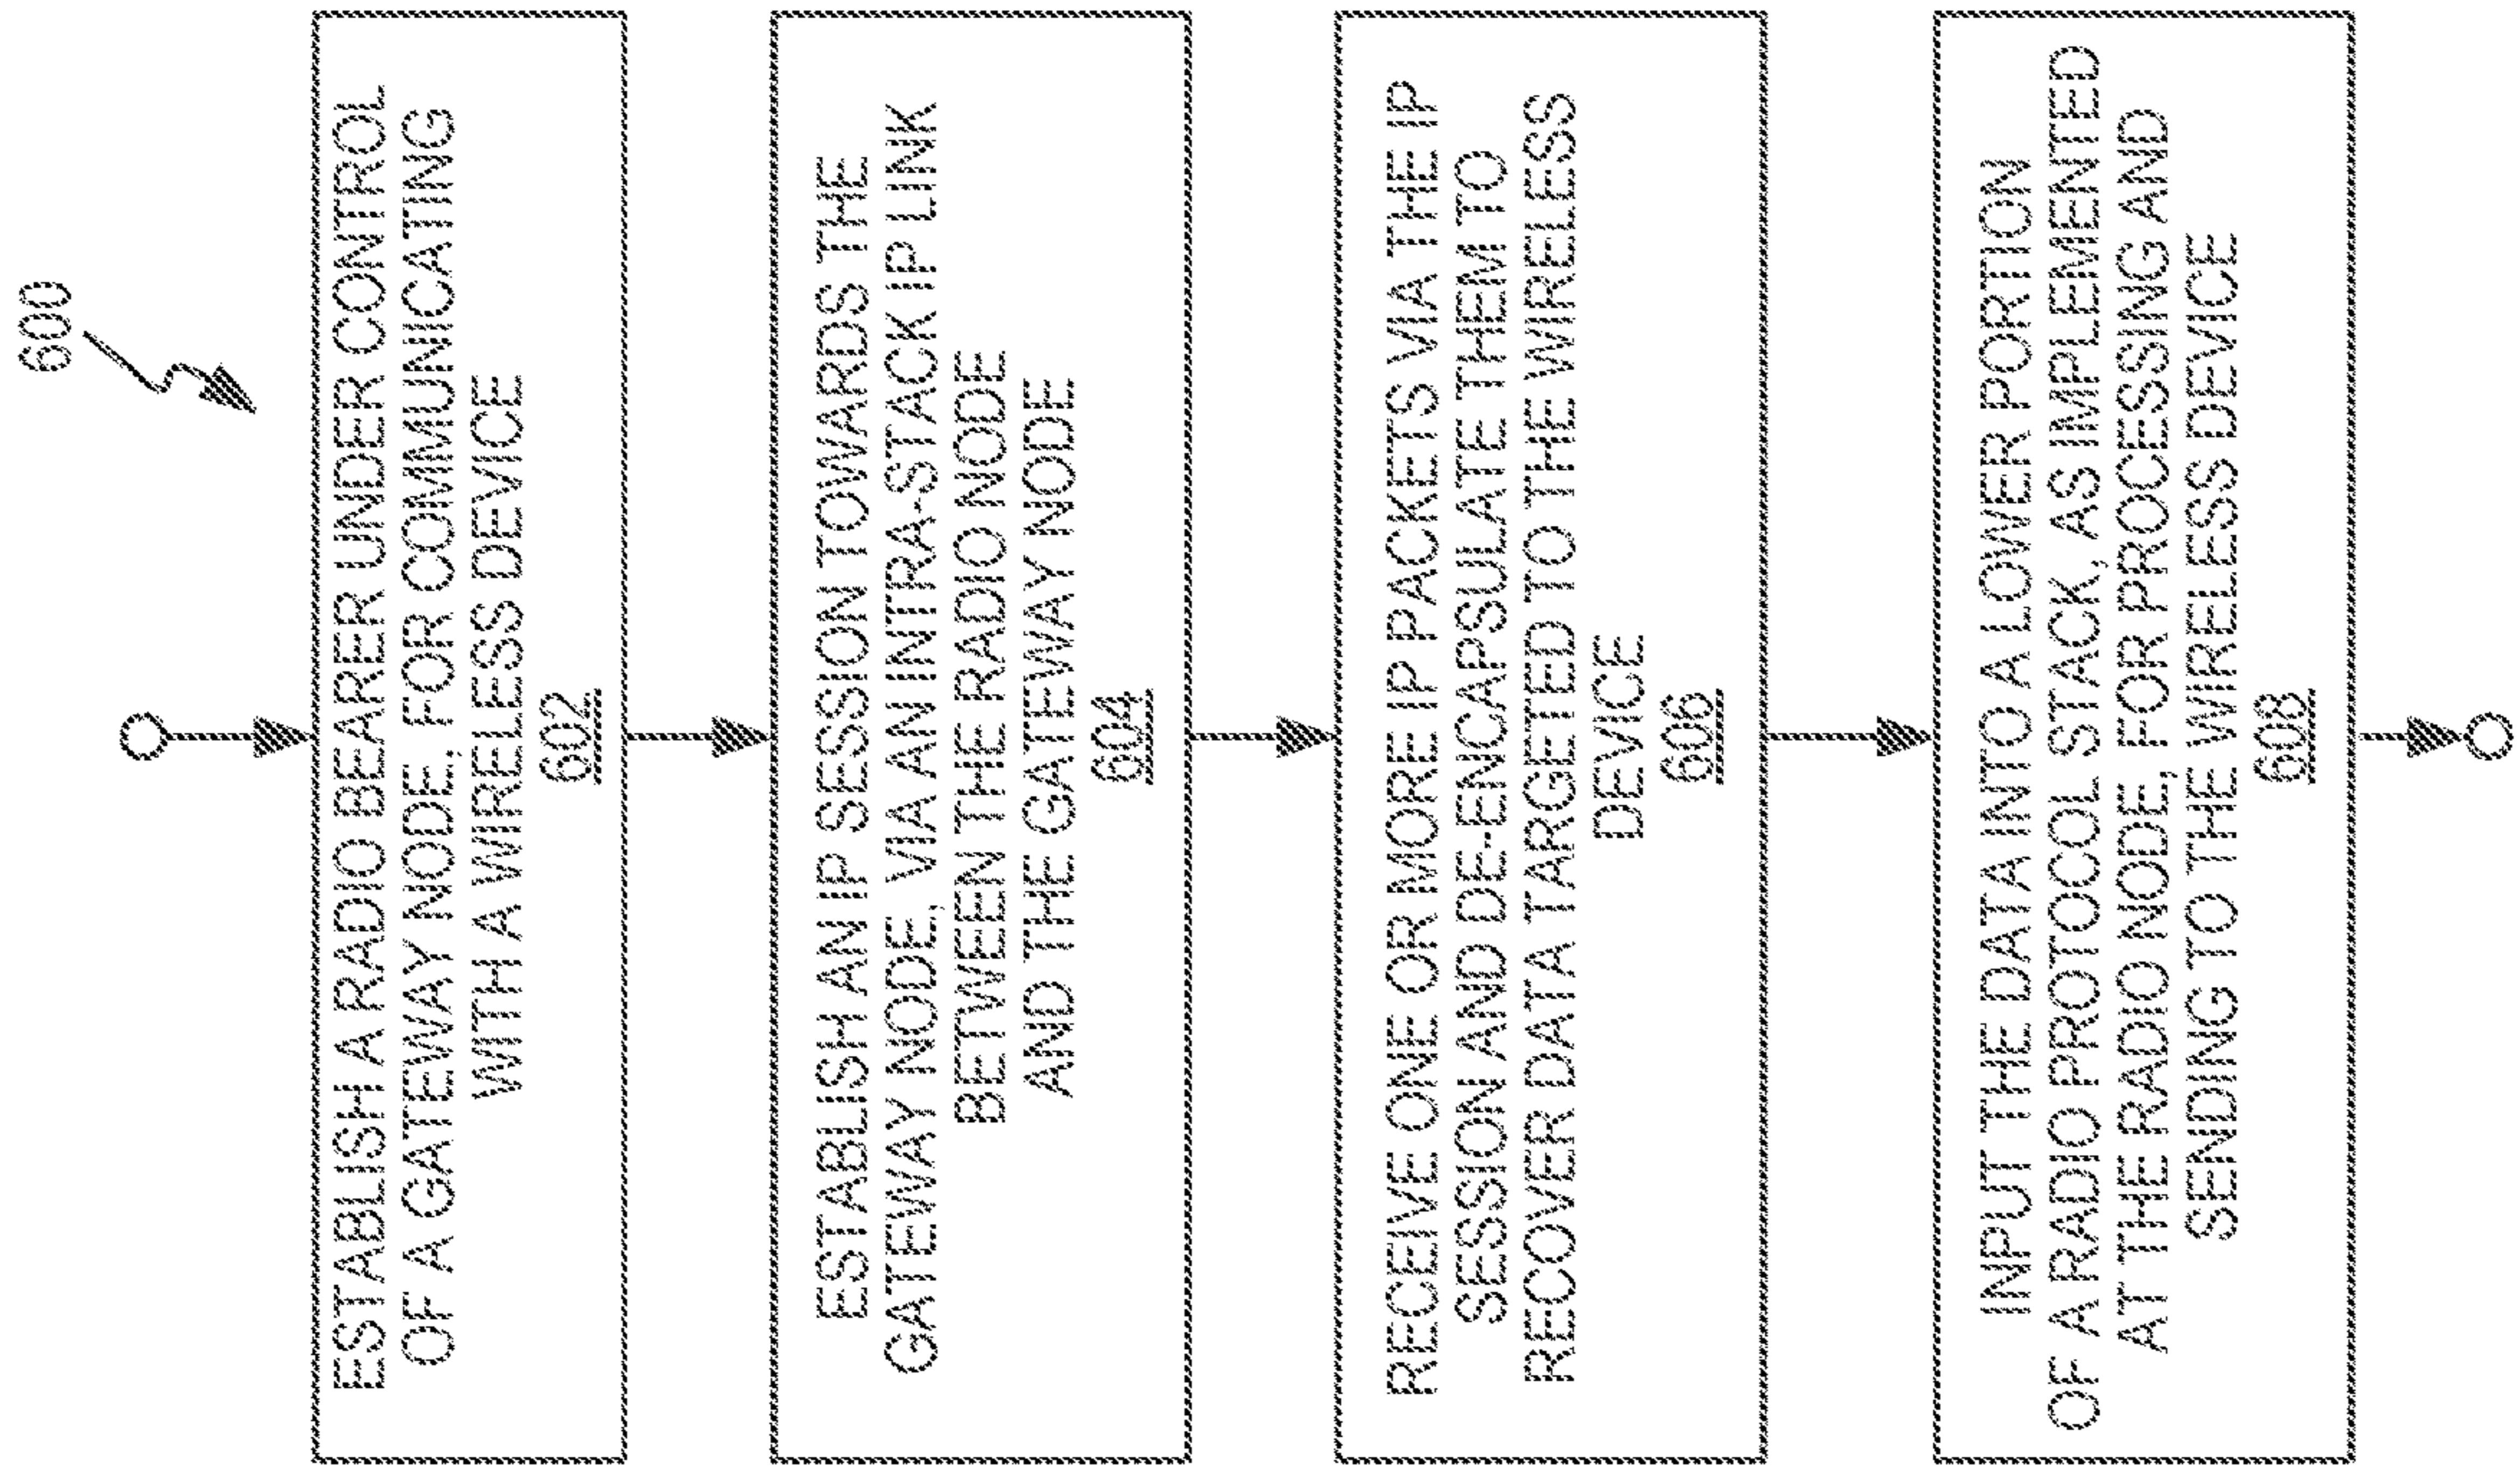 600
ESTABLISH A RADIO BEARER UNDER CONTROL
OF A GATEWAY NODE, FOR COMMUNICATING
WITH A WIRELESS DEVICE
602
ESTABLISH AN IP SESSION TOWARDS THE
GATEWAY NODE, VIA AN INTRA-STACK IP LINK
BETWEEN THE RADIO NODE
AND THE GATEWAY NODE
604
RECEIVE ONE OR MORE IP PACKETS VIA THE IP
SESSION AND DE-ENCAPSULATE THEM TO
RECOVER DATA TARGETED TO THE WIRELESS
DEVICE
606
INPUT THE DATA INTO A LOWER PORTION
OF A RADIO PROTOCOL STACK, AS IMPLEMENTED
AT THE RADIO NODE, FOR PROCESSING AND
SENDING TO THE WIRELESS DEVICE
608